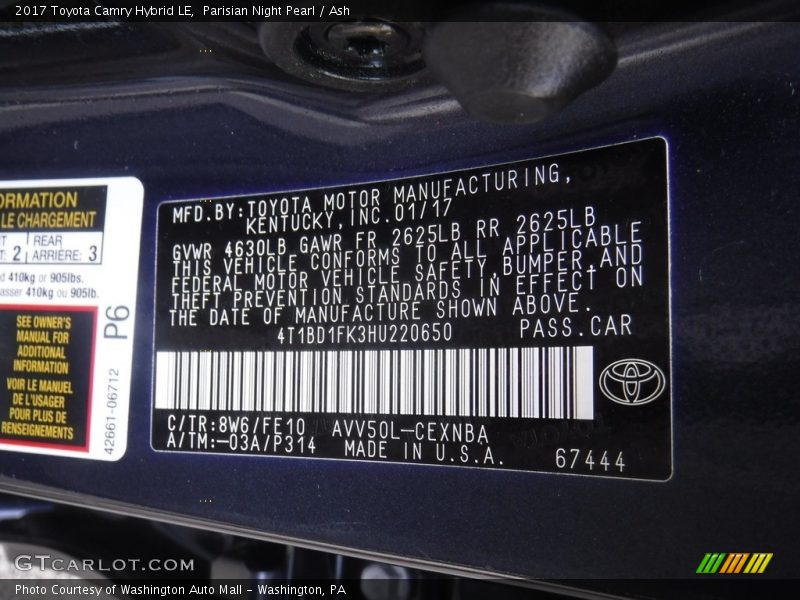 2017 Toyota Camry Hybrid LE, Parisian Night Pearl / Ash
ORMATION
LE CHARGEMENT
2
REAR
ARRIÈRE: 3
410kg or 905lbs.
asser 410kg ou 905lb.
SEE OWNER'S
MANUAL FOR
ADDITIONAL
INFORMATION
VOIR LE MANUEL
DE L'USAGER
POUR PLUS DE
RENSEIGNEMENTS
P6
42661-06712
MFD.BY:TOYOTA MOTOR MANUFACTURING,
KENTUCKY,INC.01/17
GVWR 4630LB GAWR FR 2625LB RR 2625LB
THIS VEHICLE CONFORMS TO ALL APPLICABLE
FEDERAL MOTOR VEHICLE SAFETY,BUMPER,AND
THEFT PREVENTION STANDARDS IN EFFECT ON
THE DATE OF MANUFACTURE SHOWN ABOVE.
4T1BD1FK3HU220650 PASS.CAR
C/TR:8W6/FE10 AVV50L-CEXNBA
A/TM:-03A/P314 MADE IN U.S.A. 67444
GTCARLOT.COM
Photo Courtesy of Washington Auto Mall - Washington, PA